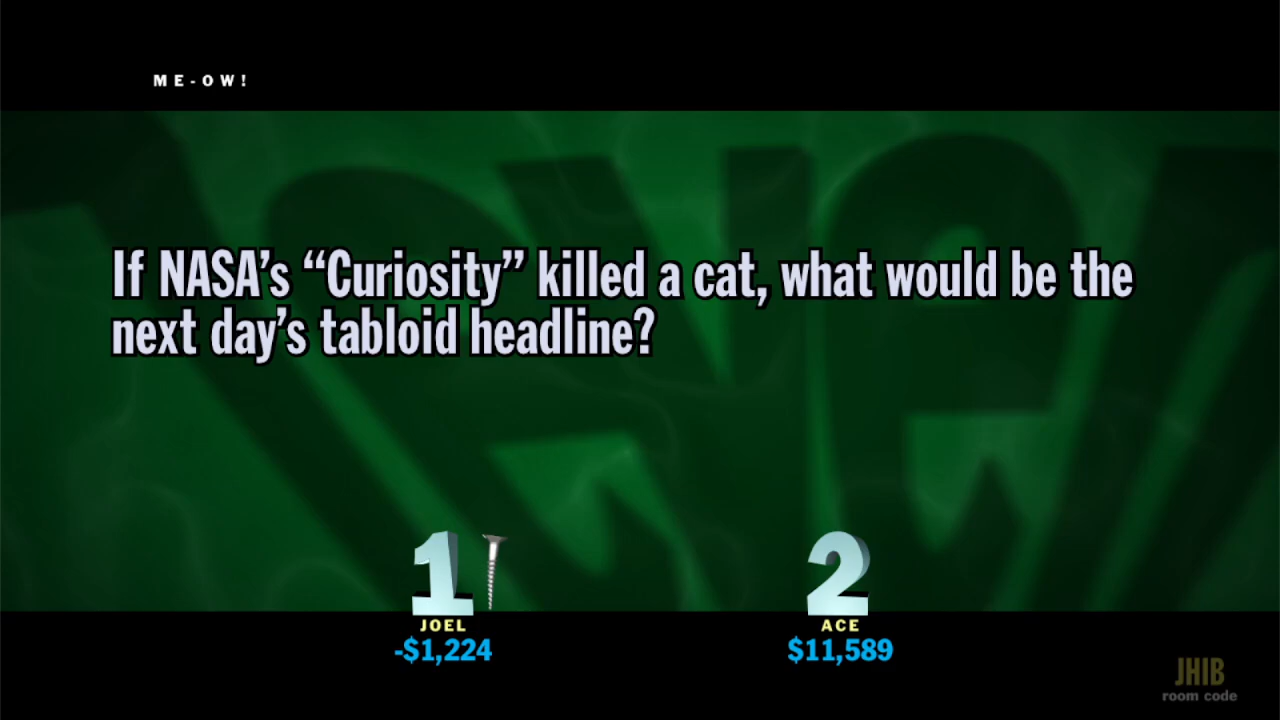 ME-OW!
If NASA's “Curiosity” killed a cat, what would be the
next day's tabloid headline?
1
2
JOEL
ACE
-$1,224
$11,589
JHIB
room code